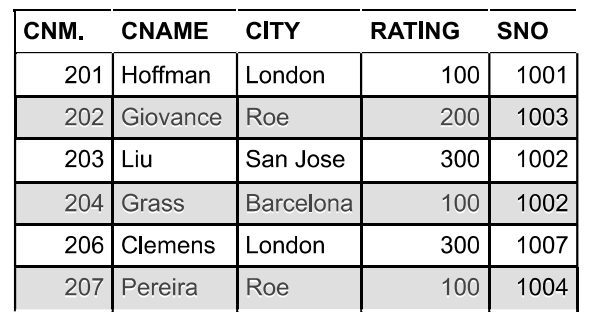 CNM. CNAME CITY RATING SNO
201 Hoffman London 100 1001
202 Giovance Roe 200 1003
203 Liu San Jose 300 1002
204 Grass Barcelona 100 1002
206 Clemens London 300 1007
207 Pereira Roe 100 1004